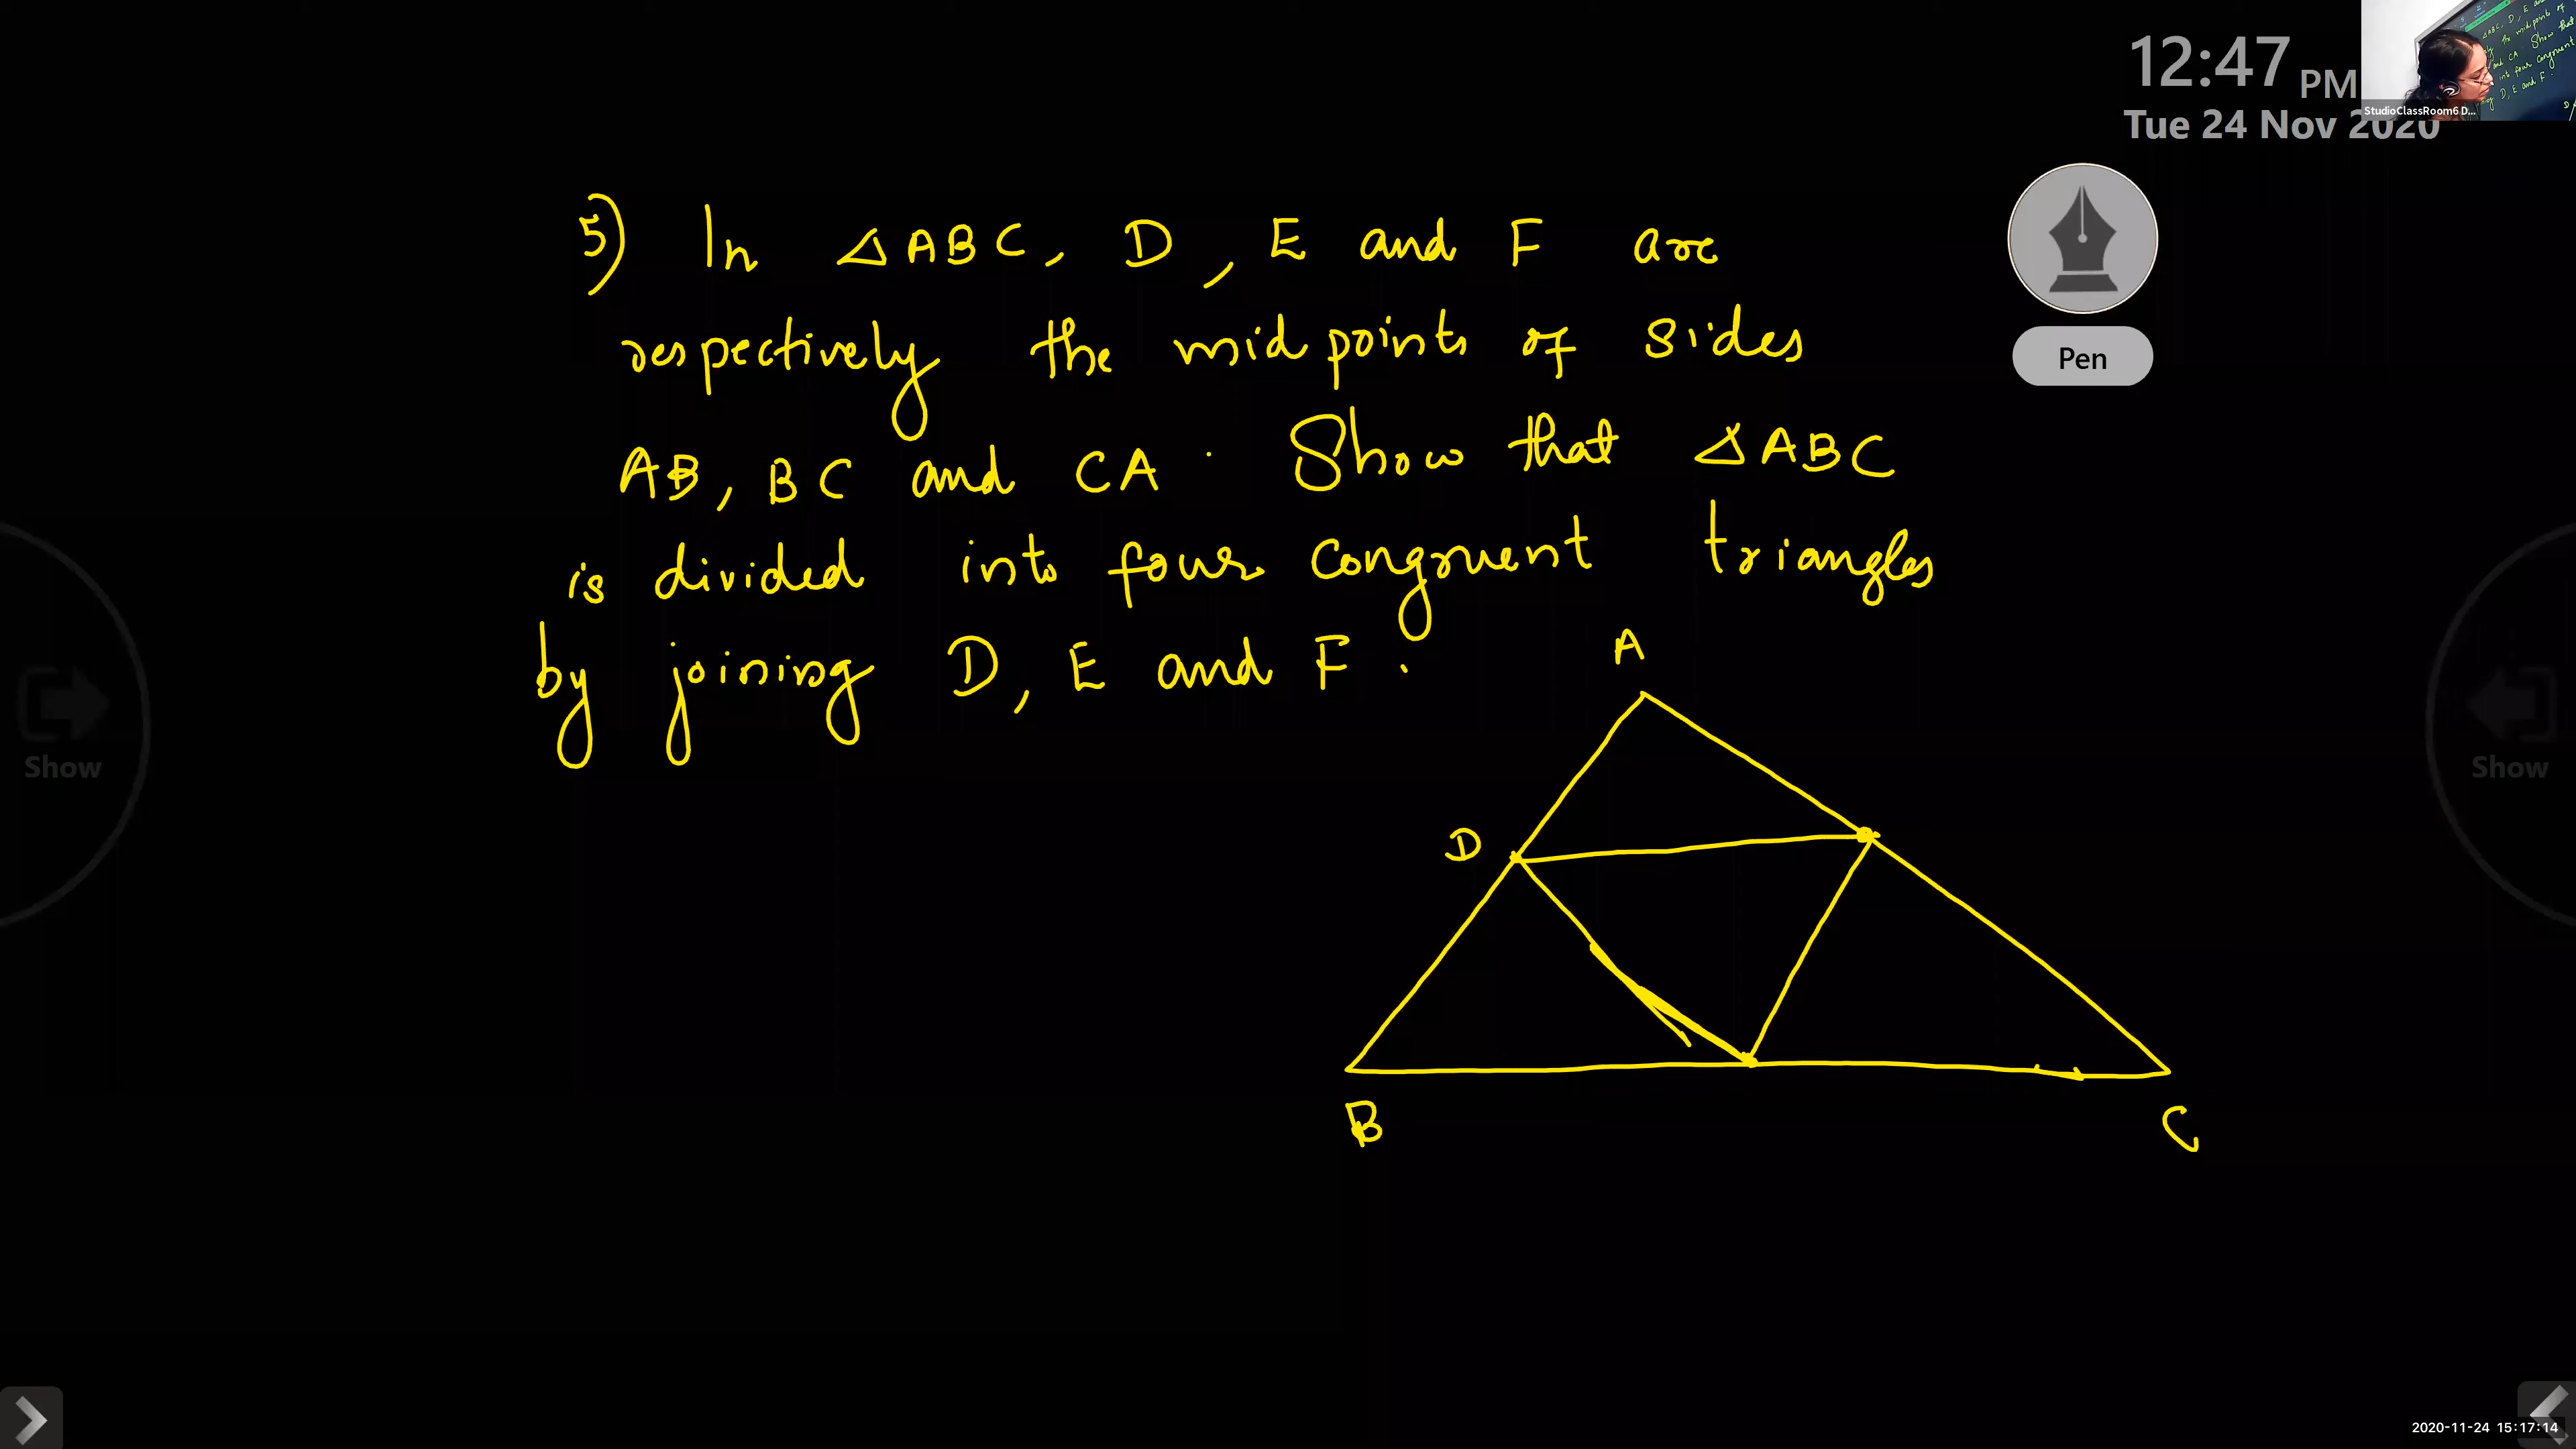 12:47 PM
Tue 24 Nov 2020
StudioClassRoom6 D...
Pen
5) In △ABC, D, E and F are
respectively the midpoints of sides
AB, BC and CA. Show that △ABC
is divided into four congruent triangles
by joining D, E and F.
A
D
B
C
Show
Show
2020-11-24 15:17:14